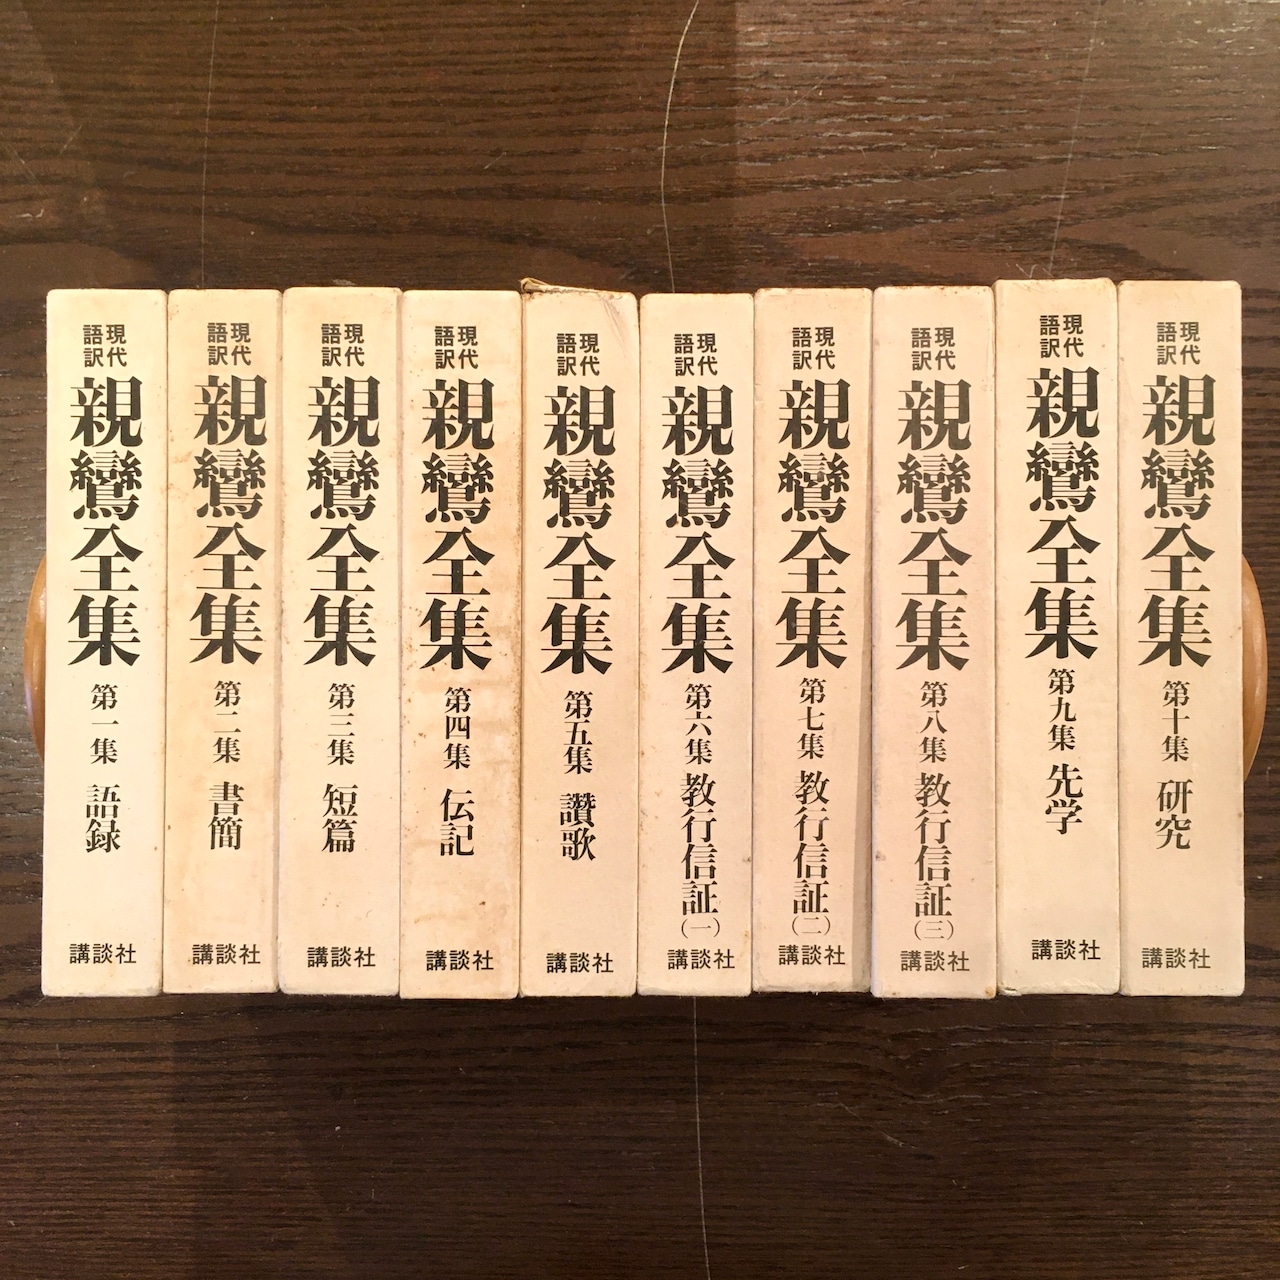 現代語訳
親鸞全集
第一集 語録
講談社
現代語訳
親鸞全集
第二集 書簡
講談社
現代語訳
親鸞全集
第三集 短篇
講談社
現代語訳
親鸞全集
第四集 伝記
講談社
現代語訳
親鸞全集
第五集 讚歌
講談社
現代語訳
親鸞全集
第六集 教行信証(一)
講談社
現代語訳
親鸞全集
第七集 教行信証(二)
講談社
現代語訳
親鸞全集
第八集 教行信証(三)
講談社
現代語訳
親鸞全集
第九集 先学
講談社
現代語訳
親鸞全集
第十集 研究
講談社